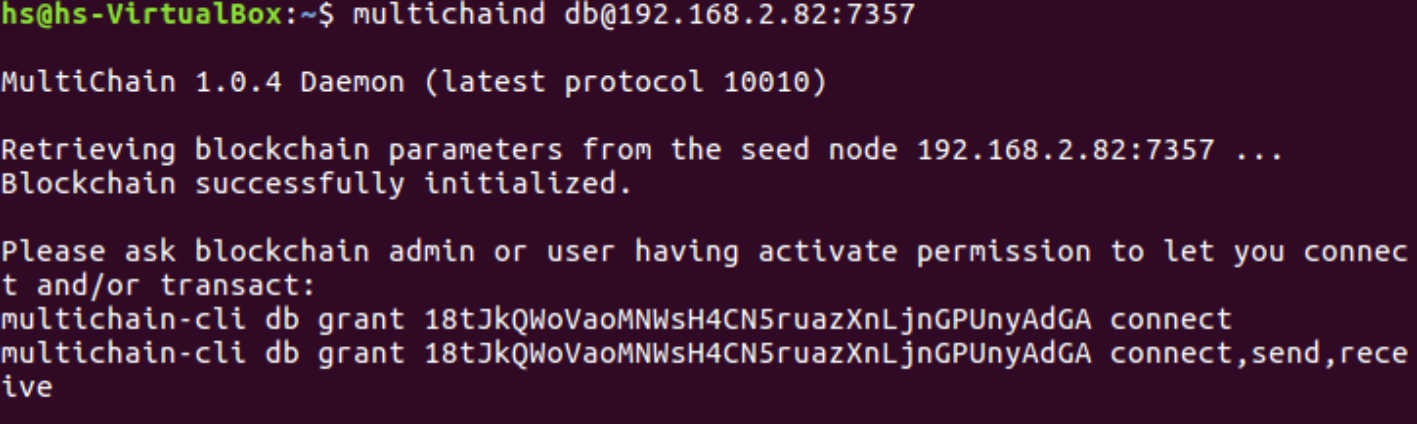 hs@hs-VirtualBox:~$ multichaind db@192.168.2.82:7357
MultiChain 1.0.4 Daemon (latest protocol 10010)
Retrieving blockchain parameters from the seed node 192.168.2.82:7357 ...
Blockchain successfully initialized.
Please ask blockchain admin or user having activate permission to let you connec
t and/or transact:
multichain-cli db grant 18tJkQWoVaoMNWsH4CN5ruazXnLjnGPUnyAdGA connect
multichain-cli db grant 18tJkQWoVaoMNWsH4CN5ruazXnLjnGPUnyAdGA connect,send,rece
ive